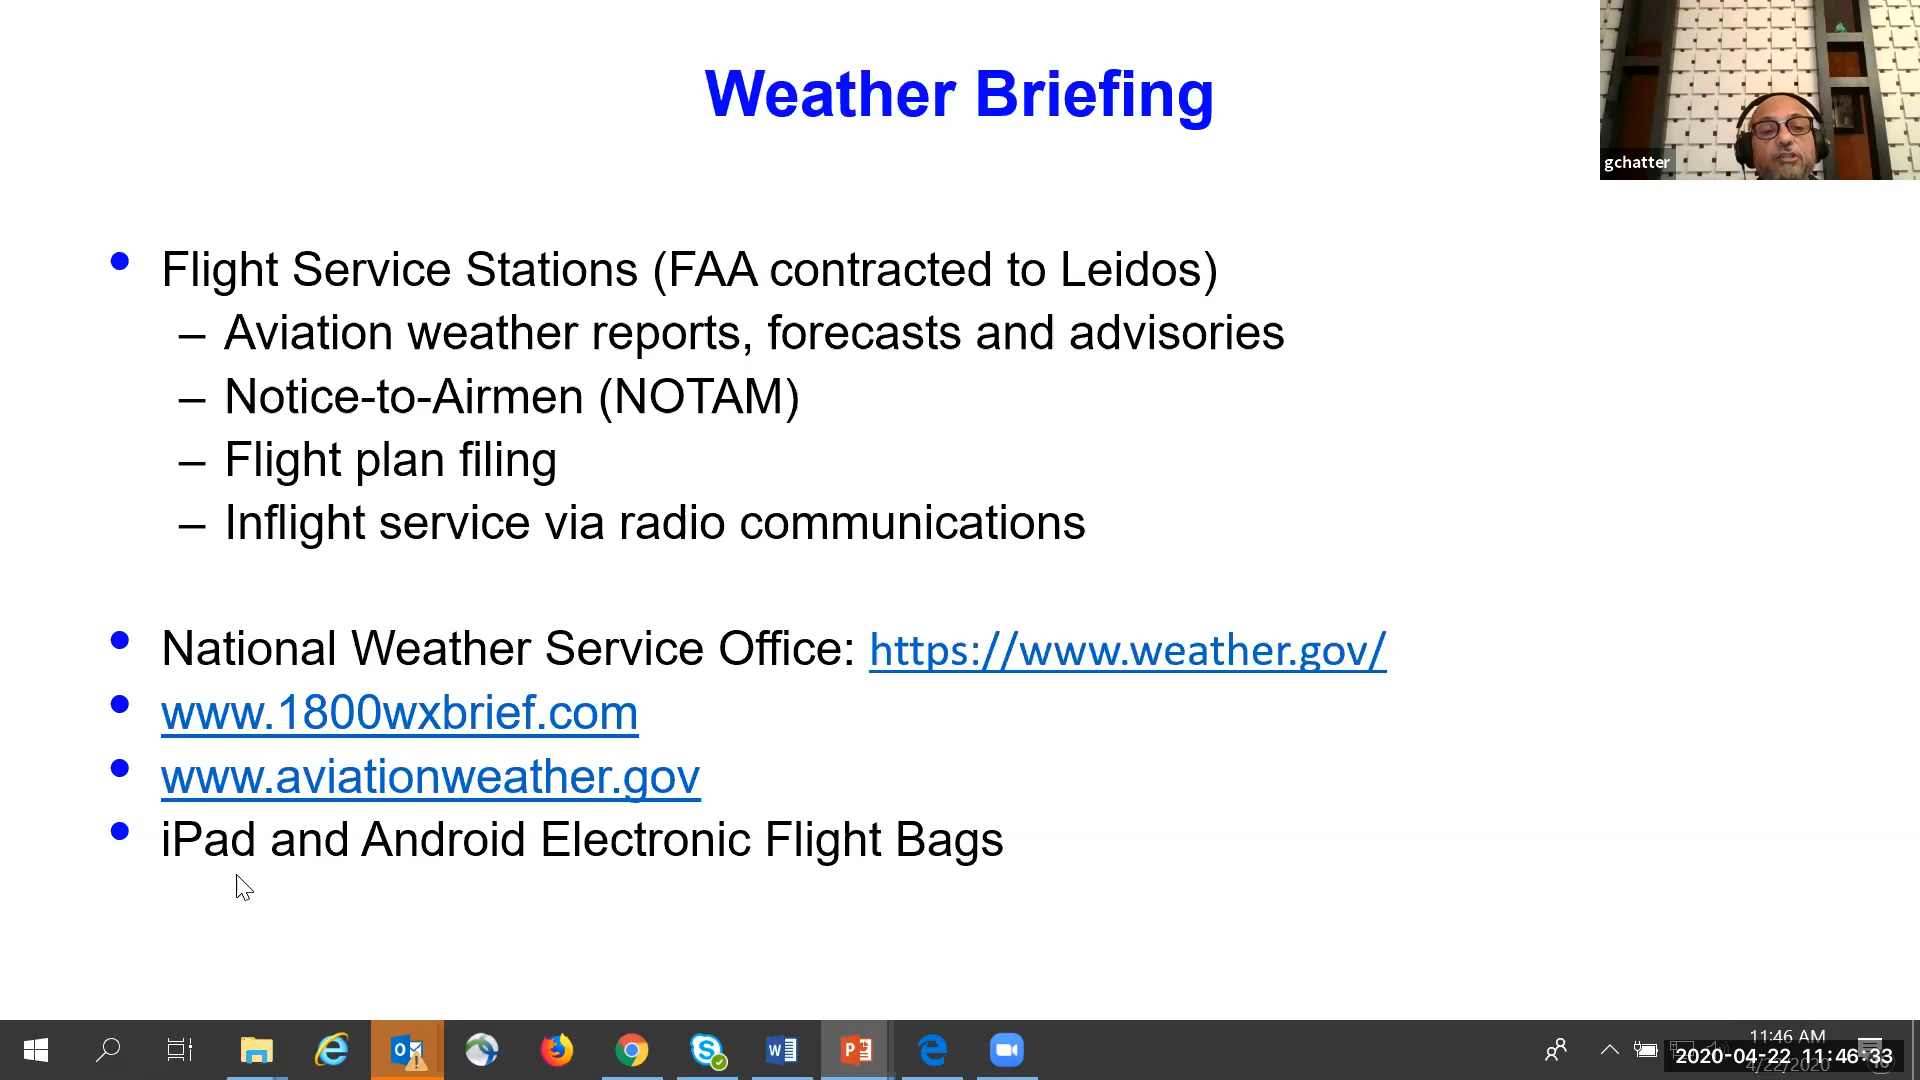 Weather Briefing
gchatter
• Flight Service Stations (FAA contracted to Leidos)
– Aviation weather reports, forecasts and advisories
– Notice-to-Airmen (NOTAM)
– Flight plan filing
– Inflight service via radio communications
• National Weather Service Office: https://www.weather.gov/
• www.1800wxbrief.com
• www.aviationweather.gov
• iPad and Android Electronic Flight Bags
11:46 AM
2020-04-22 11:46:33
4/22/2020